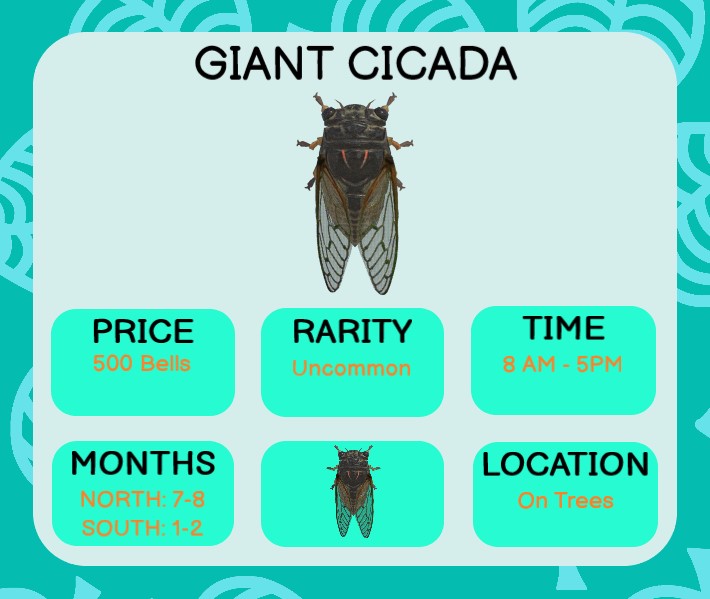 GIANT CICADA
PRICE
500 Bells
RARITY
Uncommon
TIME
8 AM - 5PM
MONTHS
NORTH: 7-8
SOUTH: 1-2
LOCATION
On Trees